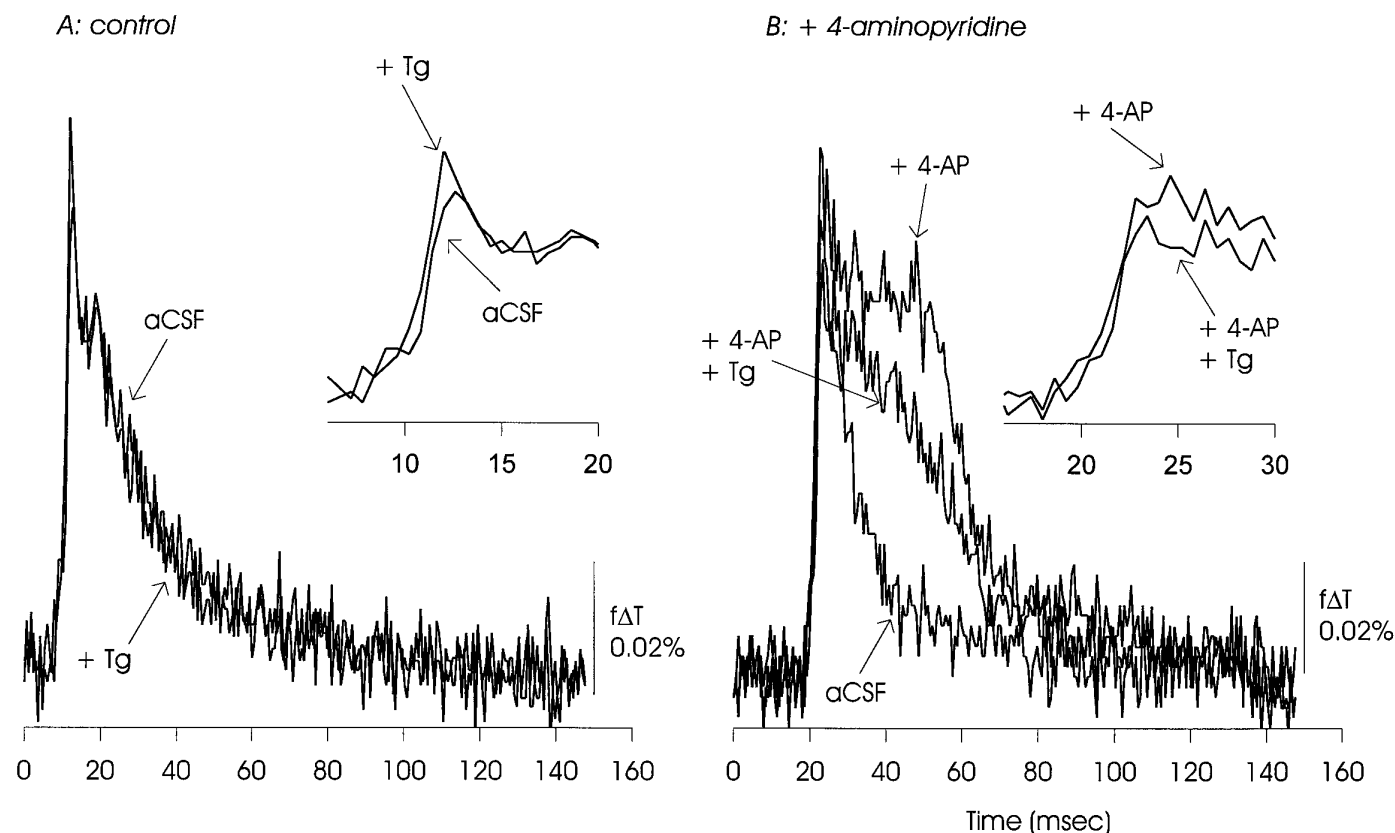 A: control
+ Tg
aCSF
10 15 20
aCSF
+ Tg
fΔT
0.02%
0 20 40 60 80 100 120 140 160
B: + 4-aminopyridine
+ 4-AP
+ 4-AP
+ 4-AP
+ Tg
+ 4-AP
+ Tg
20 25 30
aCSF
fΔT
0.02%
0 20 40 60 80 100 120 140 160
Time (msec)